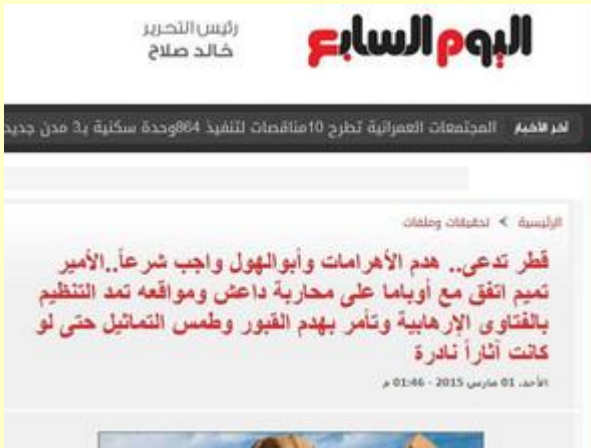 اليوم السابع
رئيس التحرير
خالد صلاح
اخر الأخبار المجتمعات العمرانية تطرح 10مناقصات لتنفيذ 864وحدة سكنية بـ3 مدن جديد
الرئيسية > تحقيقات وملفات
قطر تدعى.. هدم الأهرامات وأبوالهول واجب شرعاً..الأمير
تميم اتفق مع أوباما على محاربة داعش ومواقعه تمد التنظيم
بالفتاوى الإرهابية وتأمر بهدم القبور وطمس التماثيل حتى لو
كانت آثاراً نادرة
الأحد، 01 مارس 2015 - 01:46 م